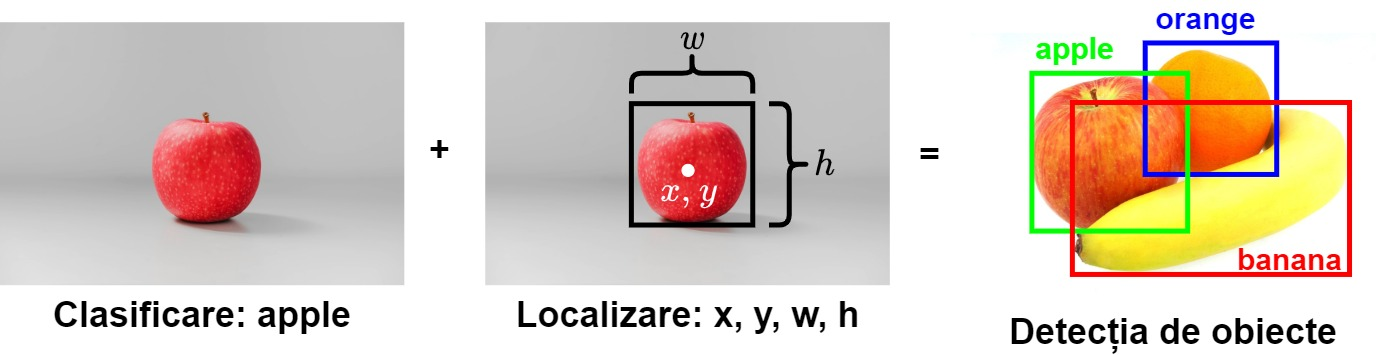 w
h
x, y
+
=
orange
apple
banana
Clasificare: apple
Localizare: x, y, w, h
Detecția de obiecte